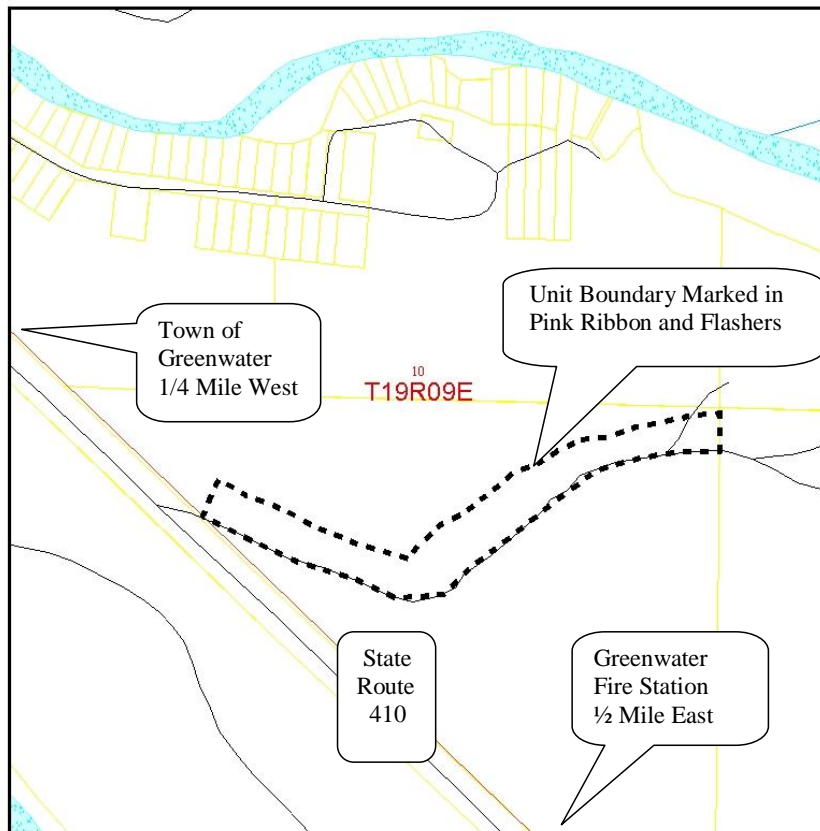 Unit Boundary Marked in
Pink Ribbon and Flashers
Town of
Greenwater
1/4 Mile West
10
T19R09E
State
Route
410
Greenwater
Fire Station
½ Mile East